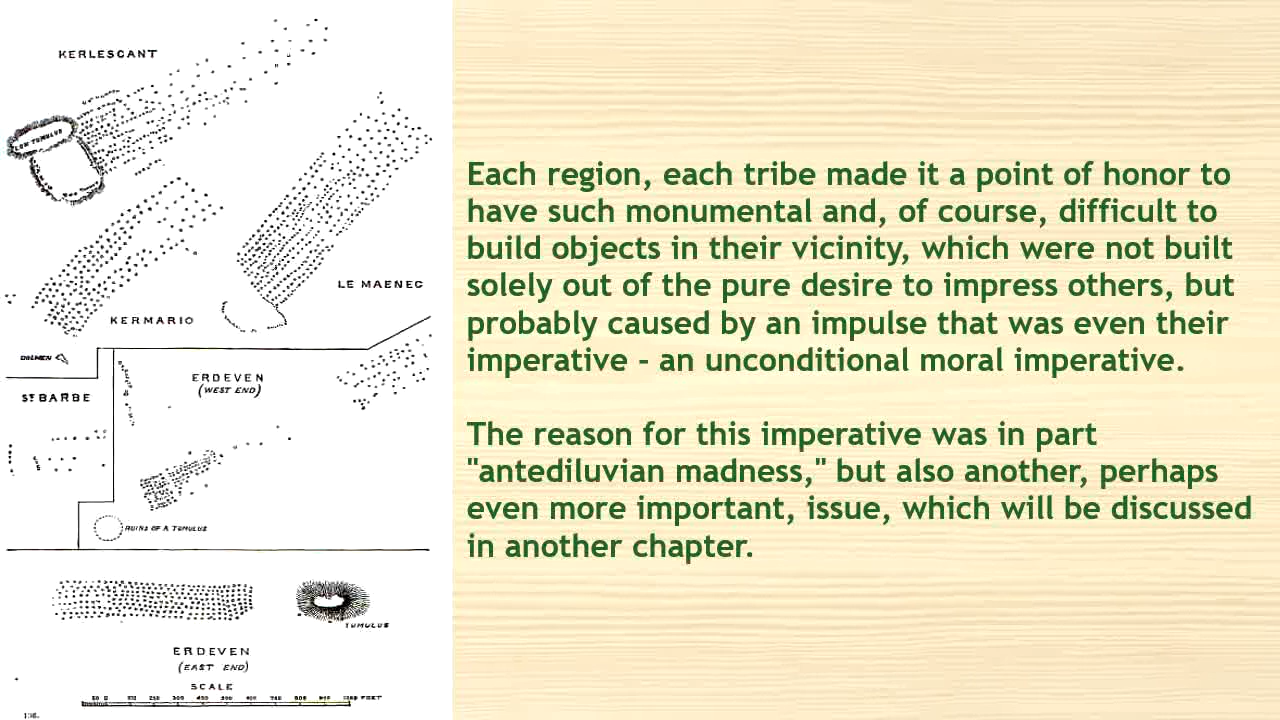 KERLESCANT
LOW TUMULUS
LE MAENEC
KERMARIO
DOLMEN
ERDEVEN
(WEST END)
ST BARBE
RUINS OF A TUMULUS
TUMULUS
ERDEVEN
(EAST END)
SCALE
FEET
Each region, each tribe made it a point of honor to
have such monumental and, of course, difficult to
build objects in their vicinity, which were not built
solely out of the pure desire to impress others, but
probably caused by an impulse that was even their
imperative - an unconditional moral imperative.
The reason for this imperative was in part
"antediluvian madness," but also another, perhaps
even more important, issue, which will be discussed
in another chapter.